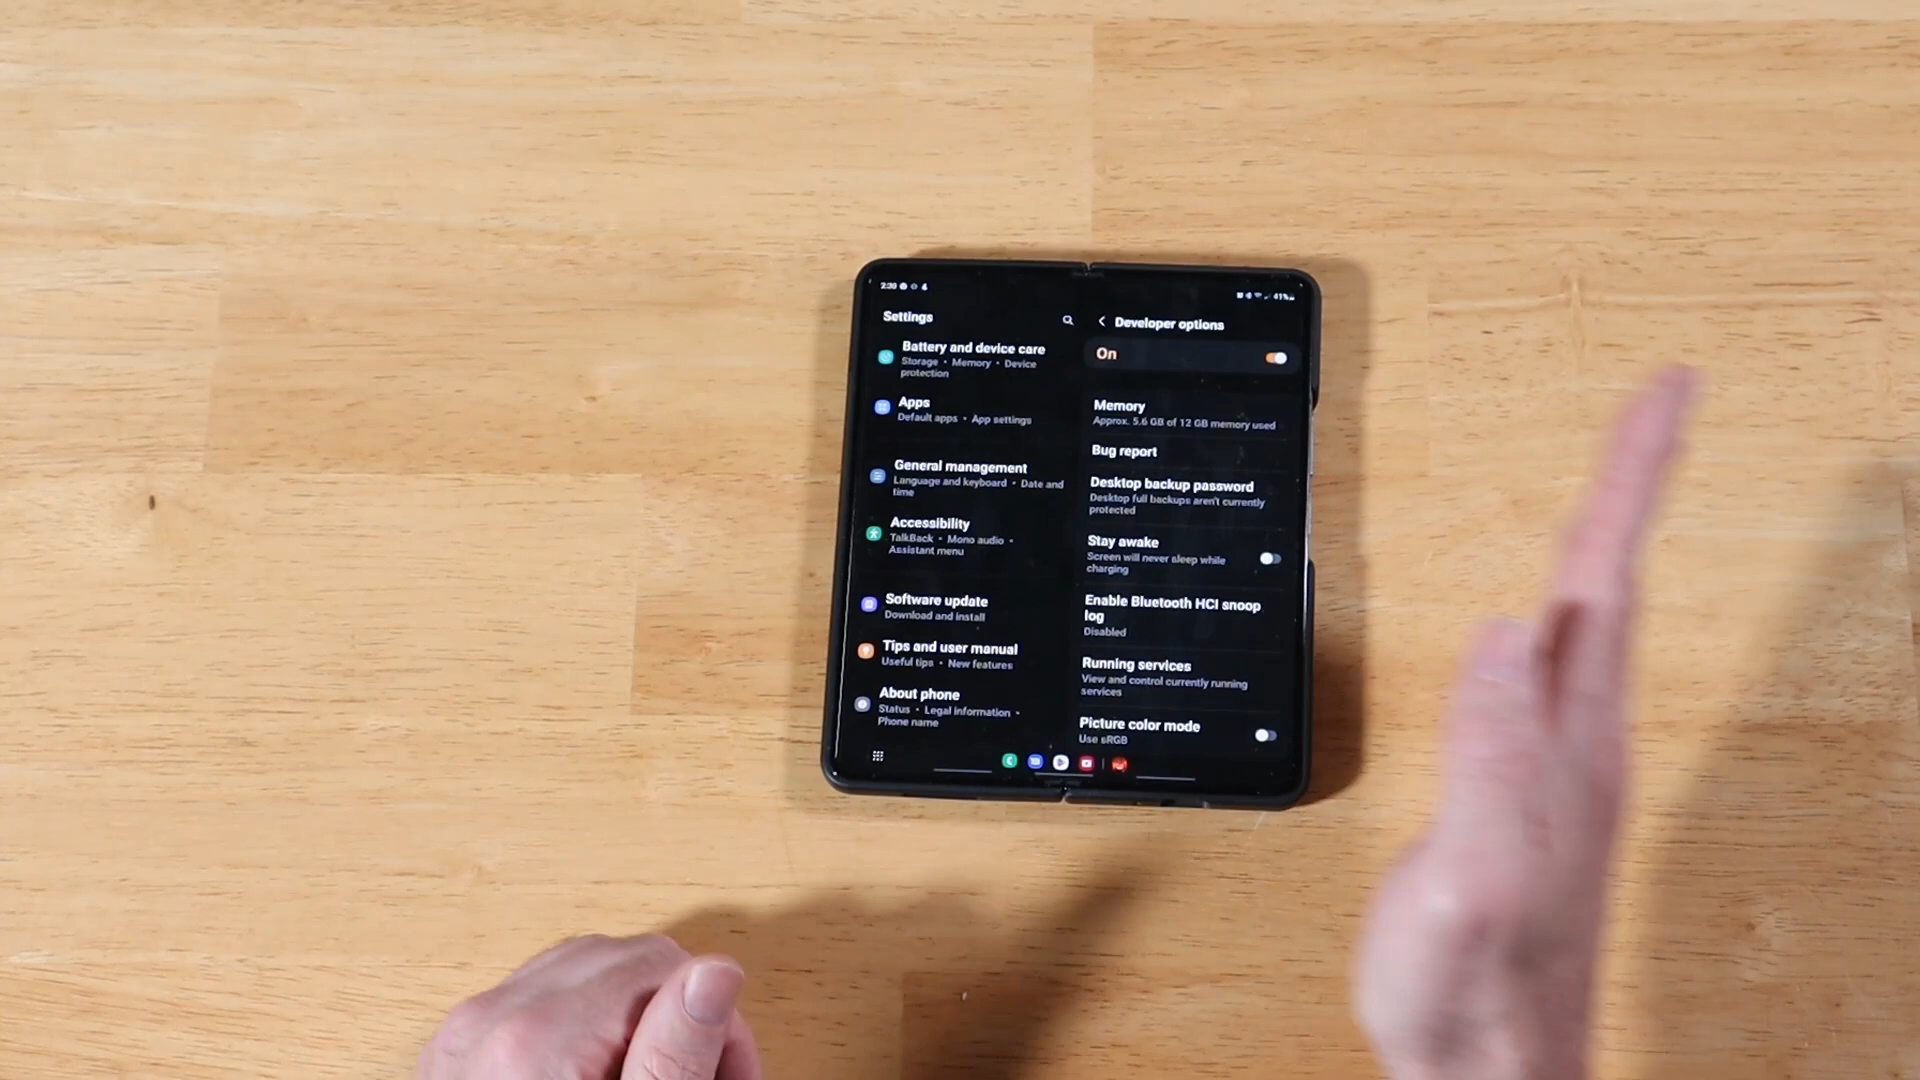 2:30
41%
Settings
Battery and device care
Storage • Memory • Device
protection
Apps
Default apps • App settings
General management
Language and keyboard • Date and
time
Accessibility
TalkBack • Mono audio •
Assistant menu
Software update
Download and install
Tips and user manual
Useful tips • New features
About phone
Status • Legal information •
Phone name
Developer options
On
Memory
Approx. 5.6 GB of 12 GB memory used
Bug report
Desktop backup password
Desktop full backups aren't currently
protected
Stay awake
Screen will never sleep while
charging
Enable Bluetooth HCI snoop
log
Disabled
Running services
View and control currently running
services
Picture color mode
Use sRGB